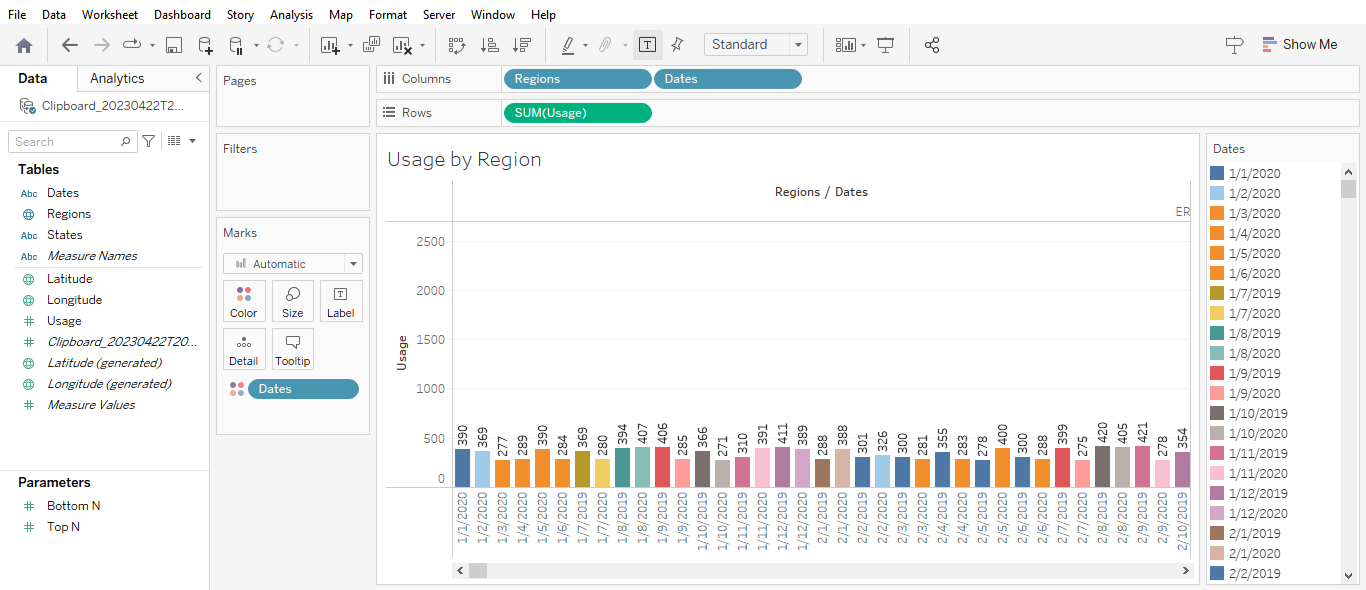 File Data Worksheet Dashboard Story Analysis Map Format Server Window Help
Standard
Show Me
Data Analytics
Clipboard_20230422T2...
Search
Tables
Abc Dates
Regions
Abc States
Abc Measure Names
Latitude
Longitude
Usage
Clipboard_20230422T20...
Latitude (generated)
Longitude (generated)
Measure Values
Parameters
Bottom N
Top N
Pages
Filters
Marks
Automatic
Color Size Label
Detail Tooltip
Dates
Columns Regions Dates
Rows SUM(Usage)
Usage by Region
Regions / Dates
ER
Usage
2500
2000
1500
1000
500
0
390 369 277 289 390 284 369 280 394 407 406 285 366 271 310 391 411 389 288 388 301 326 300 281 355 283 278 400 300 288 399 275 420 405 421 278 354
1/1/2020 1/2/2020 1/3/2020 1/4/2020 1/5/2020 1/6/2020 1/7/2019 1/7/2020 1/8/2019 1/8/2020 1/9/2019 1/9/2020 1/10/2019 1/10/2020 1/11/2019 1/11/2020 1/12/2019 1/12/2020 2/1/2019 2/1/2020 2/2/2019 2/2/2020 2/3/2019 2/3/2020 2/4/2019 2/4/2020 2/5/2019 2/5/2020 2/6/2019 2/6/2020 2/7/2019 2/7/2020 2/8/2019 2/8/2020 2/9/2019 2/9/2020 2/10/2019
Dates
1/1/2020
1/2/2020
1/3/2020
1/4/2020
1/5/2020
1/6/2020
1/7/2019
1/7/2020
1/8/2019
1/8/2020
1/9/2019
1/9/2020
1/10/2019
1/10/2020
1/11/2019
1/11/2020
1/12/2019
1/12/2020
2/1/2019
2/1/2020
2/2/2019